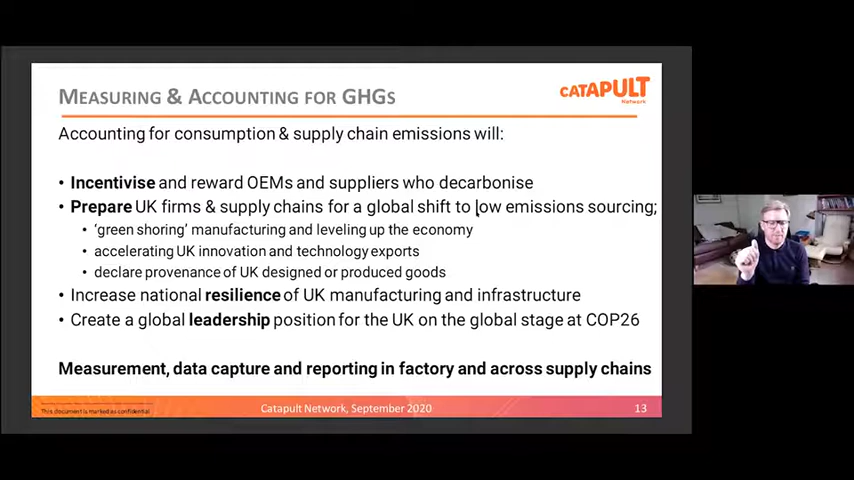 MEASURING & ACCOUNTING FOR GHGS
CATAPULT
Network
Accounting for consumption & supply chain emissions will:
• Incentivise and reward OEMs and suppliers who decarbonise
• Prepare UK firms & supply chains for a global shift to low emissions sourcing;
• 'green shoring' manufacturing and leveling up the economy
• accelerating UK innovation and technology exports
• declare provenance of UK designed or produced goods
• Increase national resilience of UK manufacturing and infrastructure
• Create a global leadership position for the UK on the global stage at COP26
Measurement, data capture and reporting in factory and across supply chains
This document is marked as confidential
Catapult Network, September 2020
13